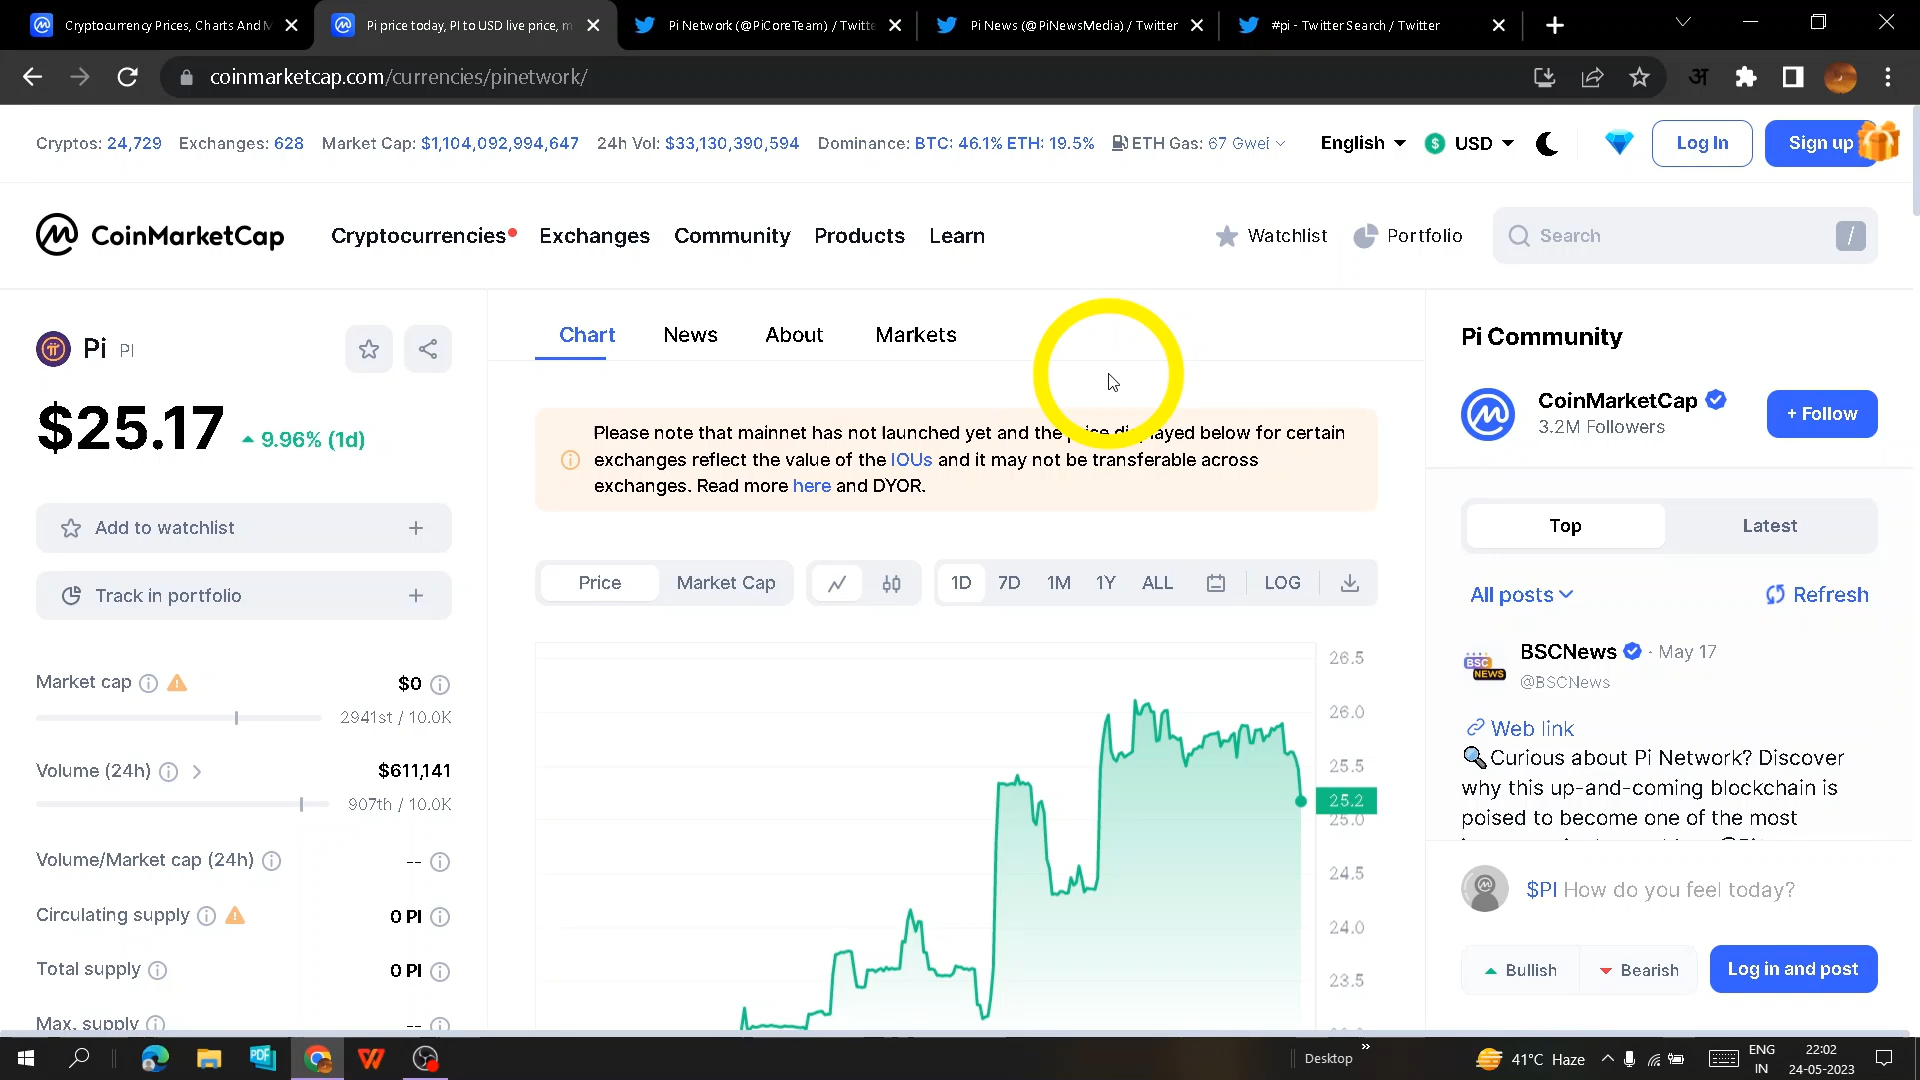 Cryptocurrency Prices, Charts And M
Pi price today, PI to USD live price, m
Pi Network (@PiCoreTeam) / Twitte
Pi News (@PiNewsMedia) / Twitter
#pi - Twitter Search / Twitter
coinmarketcap.com/currencies/pinetwork/
अ
Cryptos: 24,729 Exchanges: 628 Market Cap: $1,104,092,994,647 24h Vol: $33,130,390,594 Dominance: BTC: 46.1% ETH: 19.5% ETH Gas: 67 Gwei
English
$ USD
Log In
Sign up
CoinMarketCap
Cryptocurrencies Exchanges Community Products Learn
Watchlist
Portfolio
Search /
Pi PI
$25.17 9.96% (1d)
Add to watchlist +
Track in portfolio +
Market cap $0
2941st / 10.0K
Volume (24h) $611,141
907th / 10.0K
Volume/Market cap (24h) --
Circulating supply 0 PI
Total supply 0 PI
Max. supply --
Chart News About Markets
Please note that mainnet has not launched yet and the price displayed below for certain
exchanges reflect the value of the IOUs and it may not be transferable across
exchanges. Read more here and DYOR.
Price Market Cap
1D 7D 1M 1Y ALL LOG
26.5
26.0
25.5
25.2
25.0
24.5
24.0
23.5
Pi Community
CoinMarketCap
3.2M Followers
+ Follow
Top Latest
All posts
Refresh
BSC NEWS
BSCNews · May 17
@BSCNews
Web link
Curious about Pi Network? Discover
why this up-and-coming blockchain is
poised to become one of the most
$PI How do you feel today?
Bullish Bearish
Log in and post
PDF
Desktop
41°C Haze
ENG
IN
22:02
24-05-2023